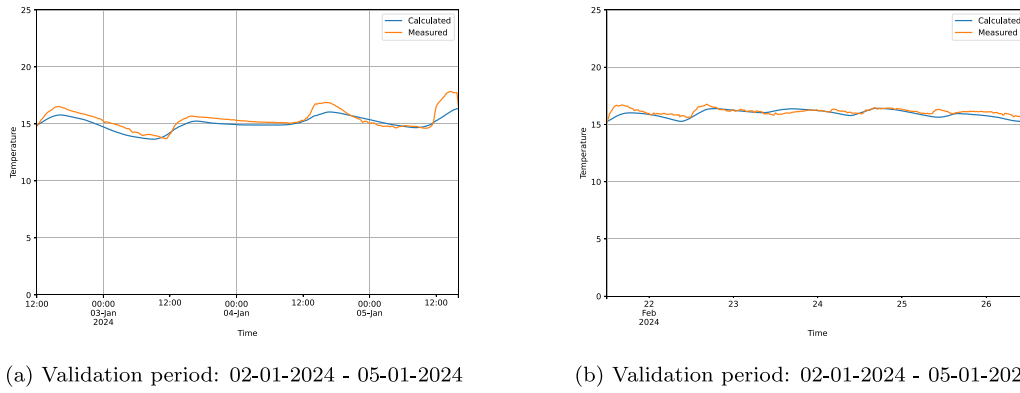 25
20
15
10
5
0
Temperature
Calculated
Measured
12:00
00:00
03-Jan
2024
12:00
00:00
04-Jan
12:00
00:00
05-Jan
12:00
Time
(a) Validation period: 02-01-2024 - 05-01-2024
25
20
15
10
5
0
Temperature
Calculated
Measured
22
Feb
2024
23
24
25
26
Time
(b) Validation period: 02-01-2024 - 05-01-202